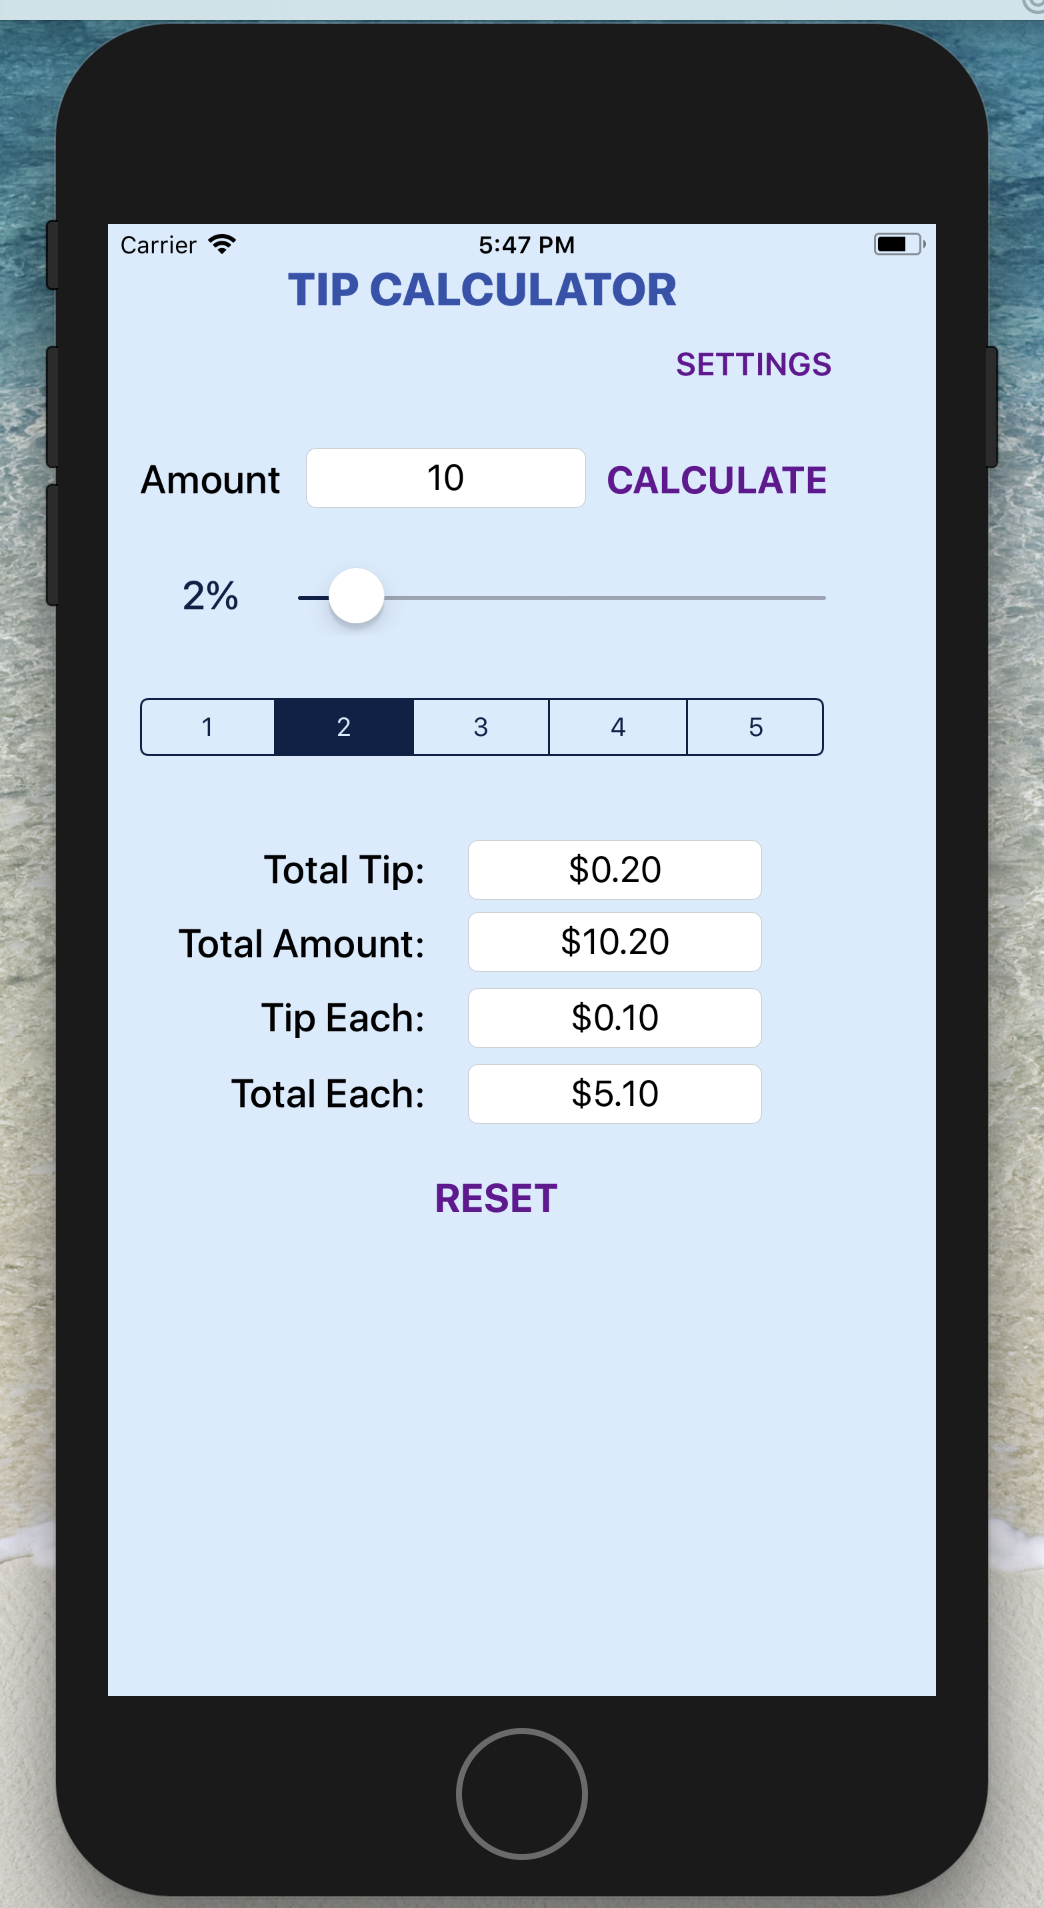 Carrier 5:47 PM
TIP CALCULATOR
SETTINGS
Amount 10 CALCULATE
2%
1 2 3 4 5
Total Tip: $0.20
Total Amount: $10.20
Tip Each: $0.10
Total Each: $5.10
RESET